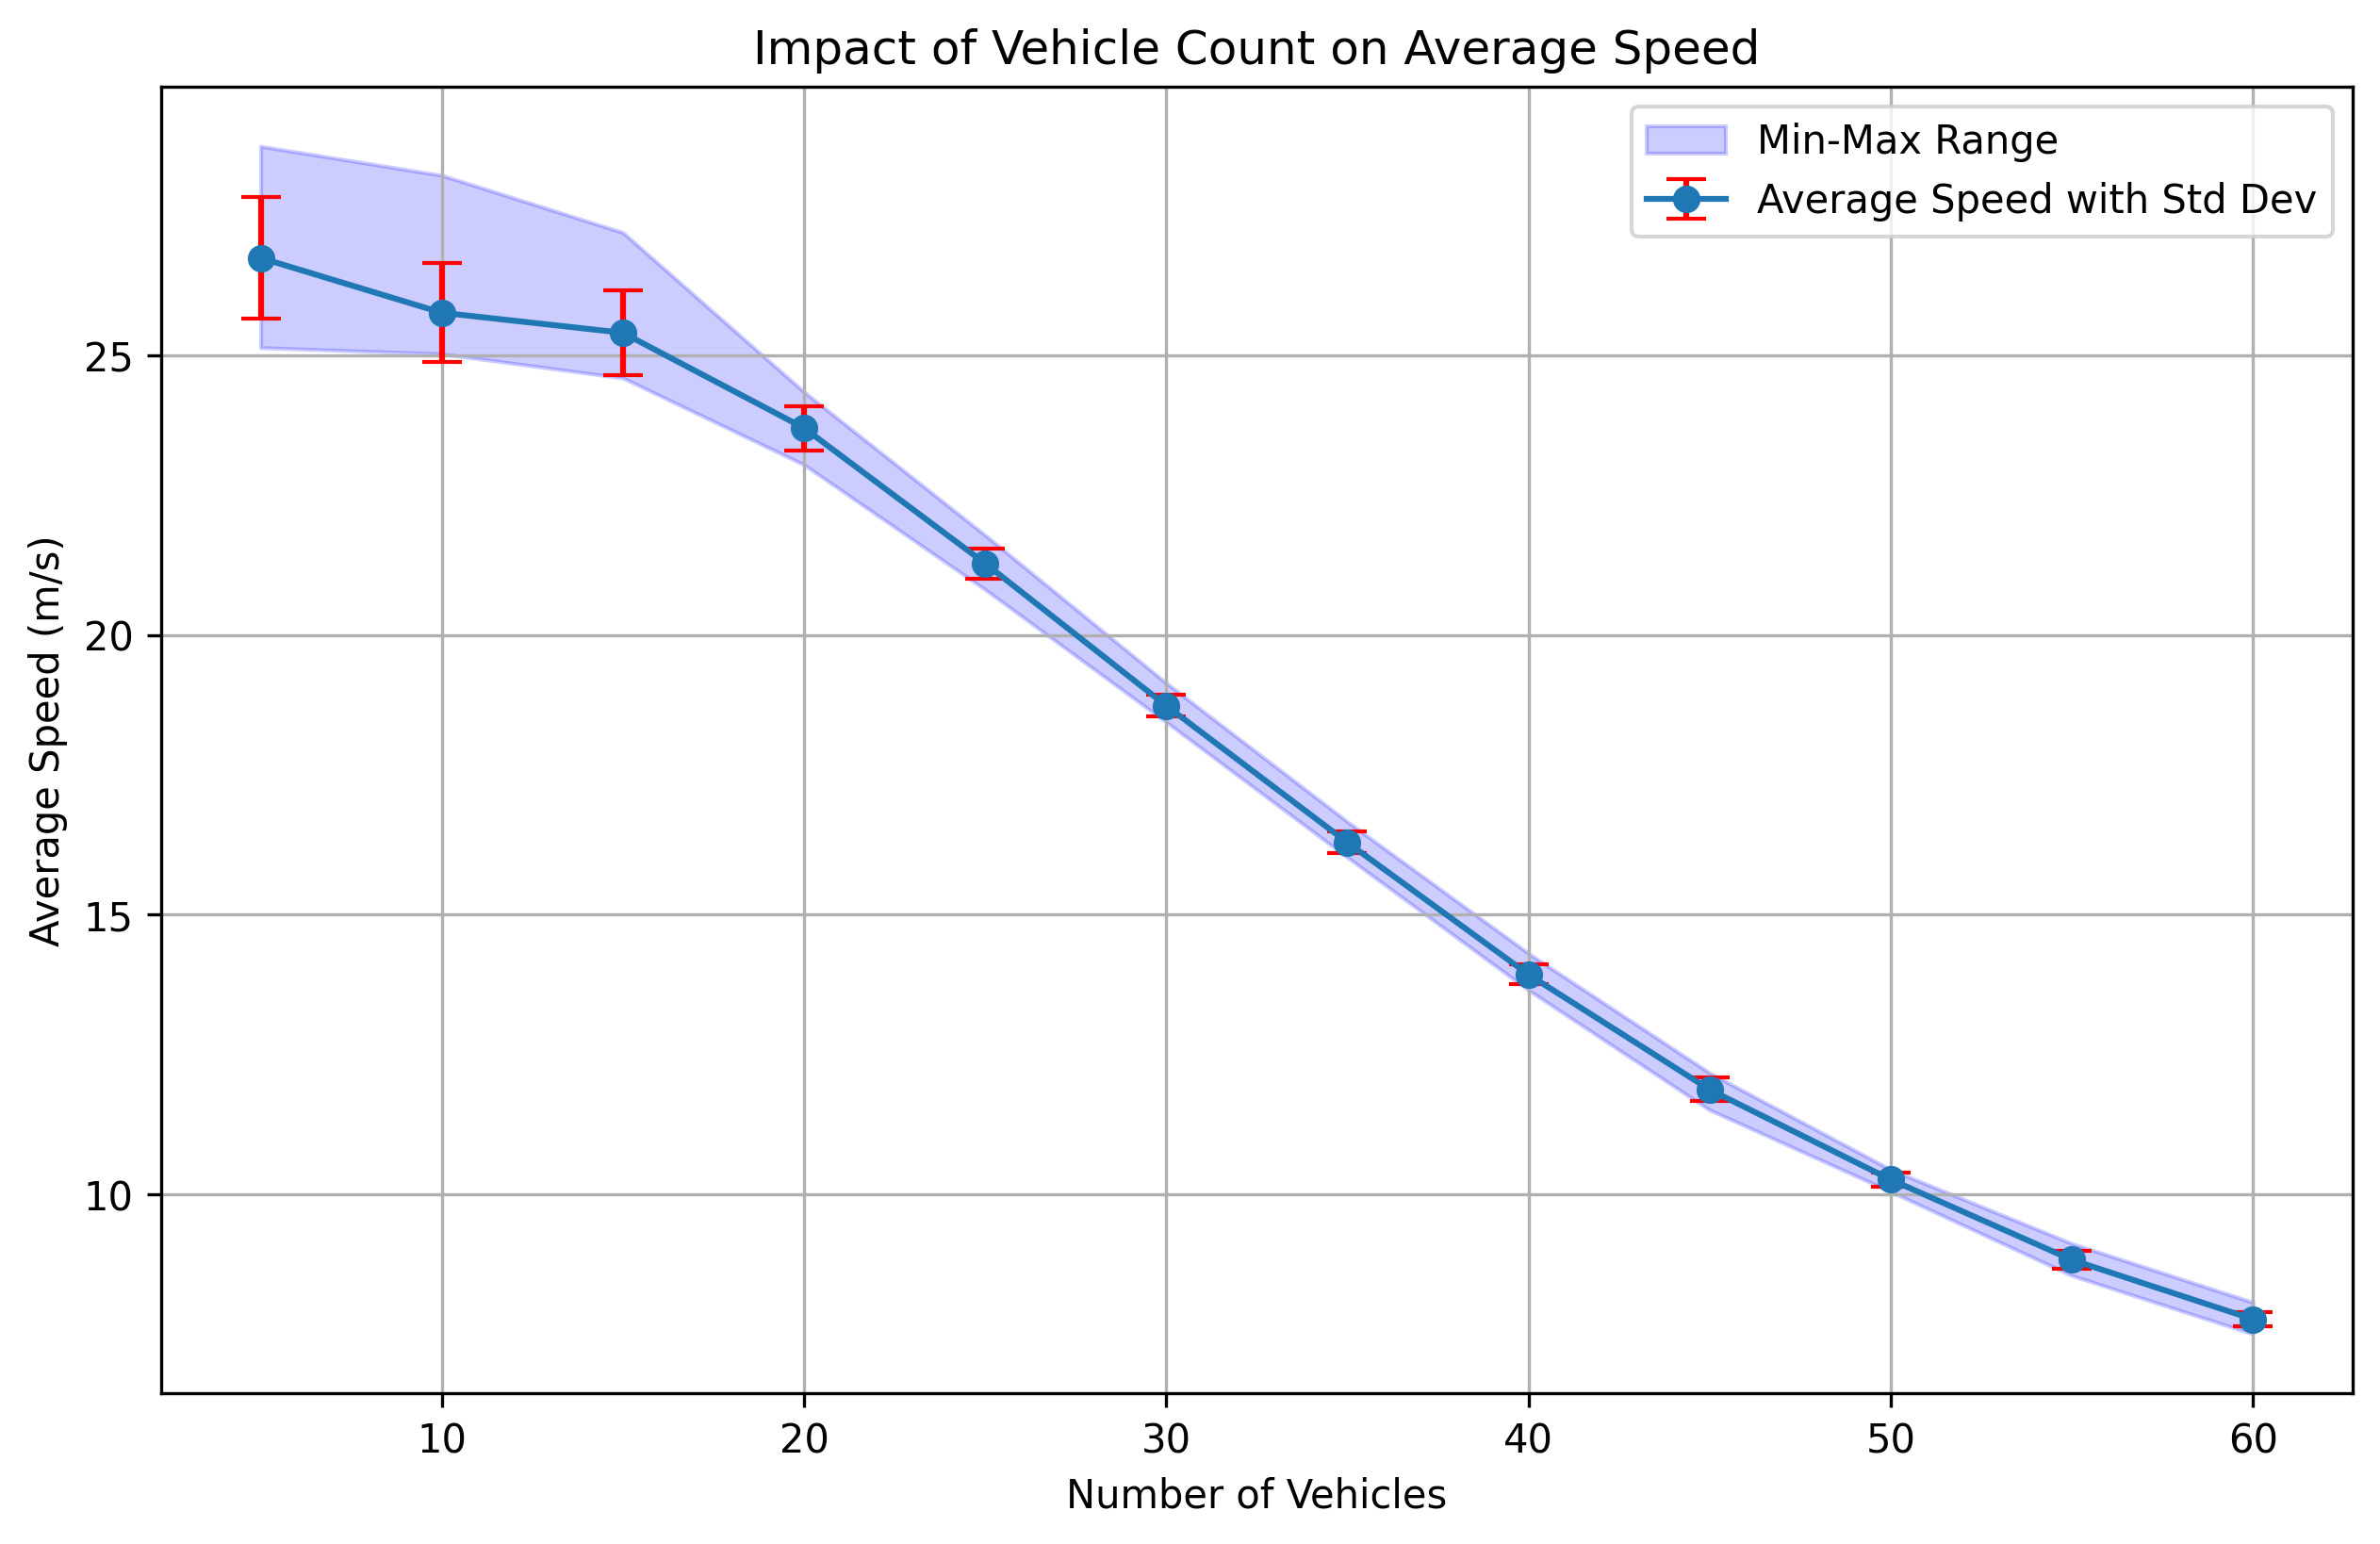 Impact of Vehicle Count on Average Speed
Min-Max Range
Average Speed with Std Dev
Average Speed (m/s)
25
20
15
10
10 20 30 40 50 60
Number of Vehicles